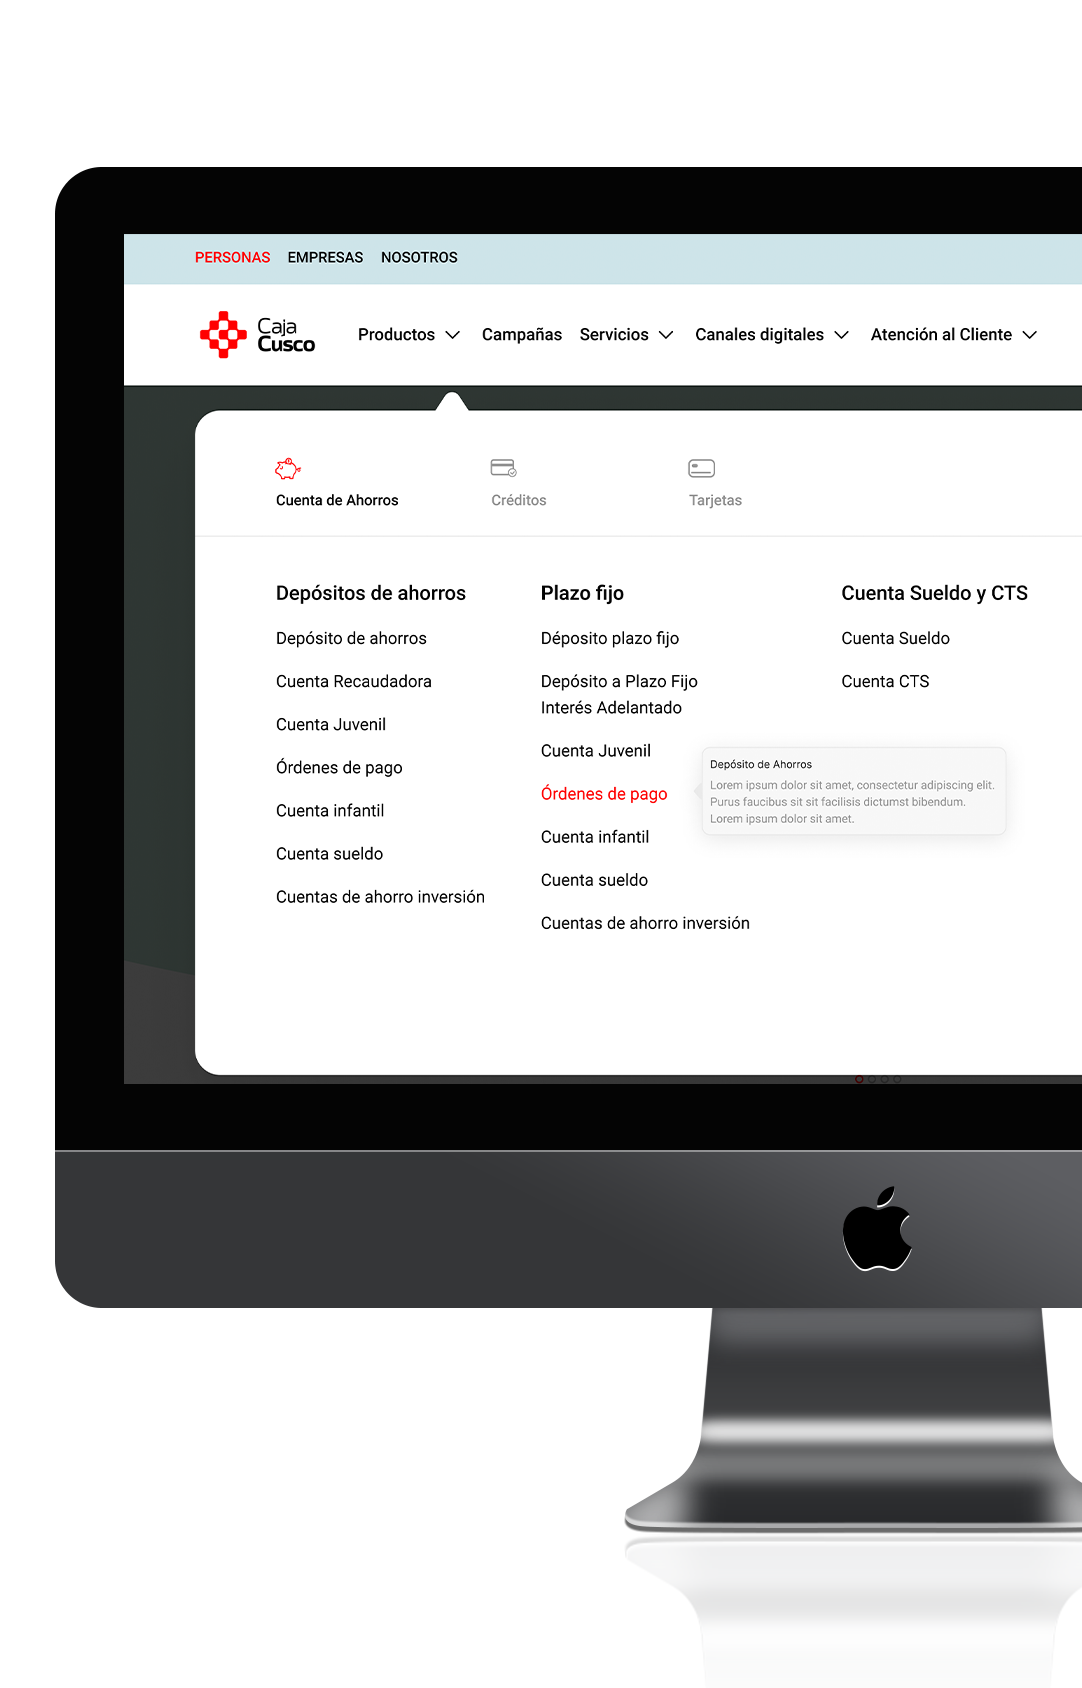 PERSONAS EMPRESAS NOSOTROS
Caja
Cusco
Productos Campañas Servicios Canales digitales Atención al Cliente
Cuenta de Ahorros Créditos Tarjetas
Depósitos de ahorros
Depósito de ahorros
Cuenta Recaudadora
Cuenta Juvenil
Órdenes de pago
Cuenta infantil
Cuenta sueldo
Cuentas de ahorro inversión
Plazo fijo
Déposito plazo fijo
Depósito a Plazo Fijo
Interés Adelantado
Cuenta Juvenil
Órdenes de pago
Cuenta infantil
Cuenta sueldo
Cuentas de ahorro inversión
Cuenta Sueldo y CTS
Cuenta Sueldo
Cuenta CTS
Depósito de Ahorros
Lorem ipsum dolor sit amet, consectetur adipiscing elit.
Purus faucibus sit sit facilisis dictumst bibendum.
Lorem ipsum dolor sit amet.